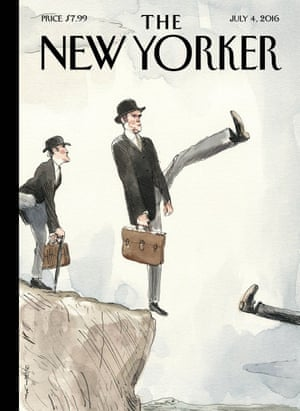 PRICE $7.99
THE
JULY 4, 2016
NEW YORKER